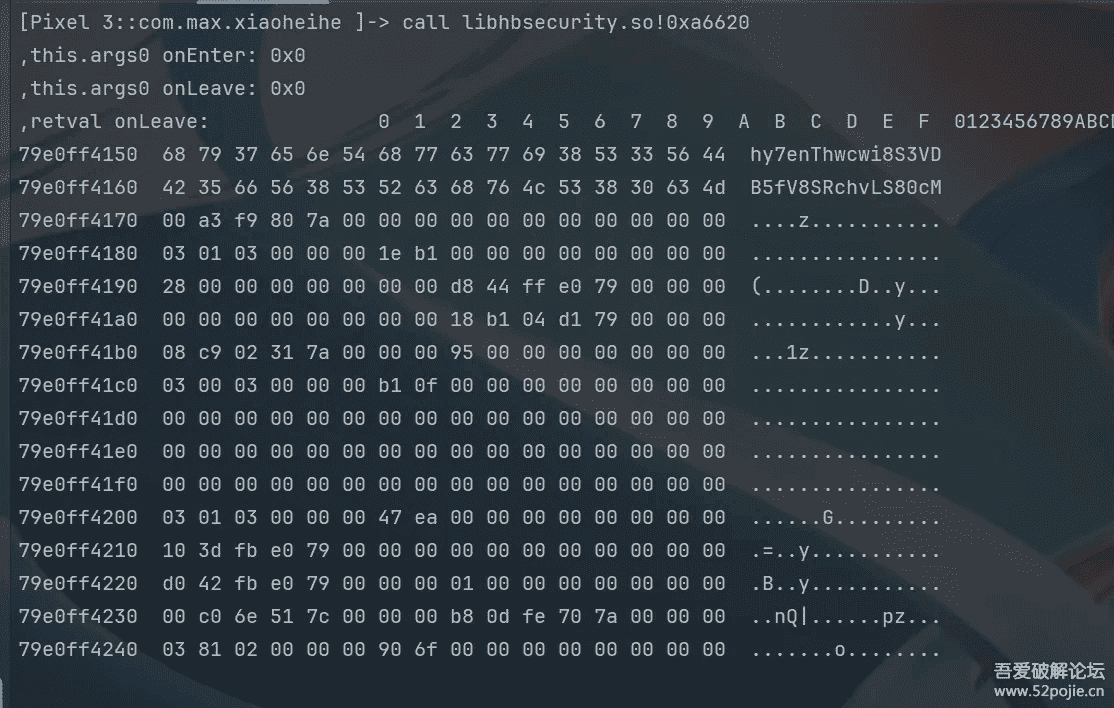 [Pixel 3::com.max.xiaoheihe ]-> call libhbsecurity.so!0xa6620
,this.args0 onEnter: 0x0
,this.args0 onLeave: 0x0
,retval onLeave:              0  1  2  3  4  5  6  7  8  9  A  B  C  D  E  F  0123456789ABCD
79e0ff4150  68 79 37 65 6e 54 68 77 63 77 69 38 53 33 56 44  hy7enThwcwi8S3VD
79e0ff4160  42 35 66 56 38 53 52 63 68 76 4c 53 38 30 63 4d  B5fV8SRchvLS80cM
79e0ff4170  00 a3 f9 80 7a 00 00 00 00 00 00 00 00 00 00 00  ....z...........
79e0ff4180  03 01 03 00 00 00 1e b1 00 00 00 00 00 00 00 00  ................
79e0ff4190  28 00 00 00 00 00 00 00 d8 44 ff e0 79 00 00 00  (........D..y...
79e0ff41a0  00 00 00 00 00 00 00 00 18 b1 04 d1 79 00 00 00  ............y...
79e0ff41b0  08 c9 02 31 7a 00 00 00 95 00 00 00 00 00 00 00  ...1z...........
79e0ff41c0  03 00 03 00 00 00 b1 0f 00 00 00 00 00 00 00 00  ................
79e0ff41d0  00 00 00 00 00 00 00 00 00 00 00 00 00 00 00 00  ................
79e0ff41e0  00 00 00 00 00 00 00 00 00 00 00 00 00 00 00 00  ................
79e0ff41f0  00 00 00 00 00 00 00 00 00 00 00 00 00 00 00 00  ................
79e0ff4200  03 01 03 00 00 00 47 ea 00 00 00 00 00 00 00 00  ......G.........
79e0ff4210  10 3d fb e0 79 00 00 00 00 00 00 00 00 00 00 00  .=..y...........
79e0ff4220  d0 42 fb e0 79 00 00 00 01 00 00 00 00 00 00 00  .B..y...........
79e0ff4230  00 c0 6e 51 7c 00 00 00 b8 0d fe 70 7a 00 00 00  ..nQ|......pz...
79e0ff4240  03 81 02 00 00 00 90 6f 00 00 00 00 00 00 00 00  .......o........
吾爱破解论坛
www.52pojie.cn